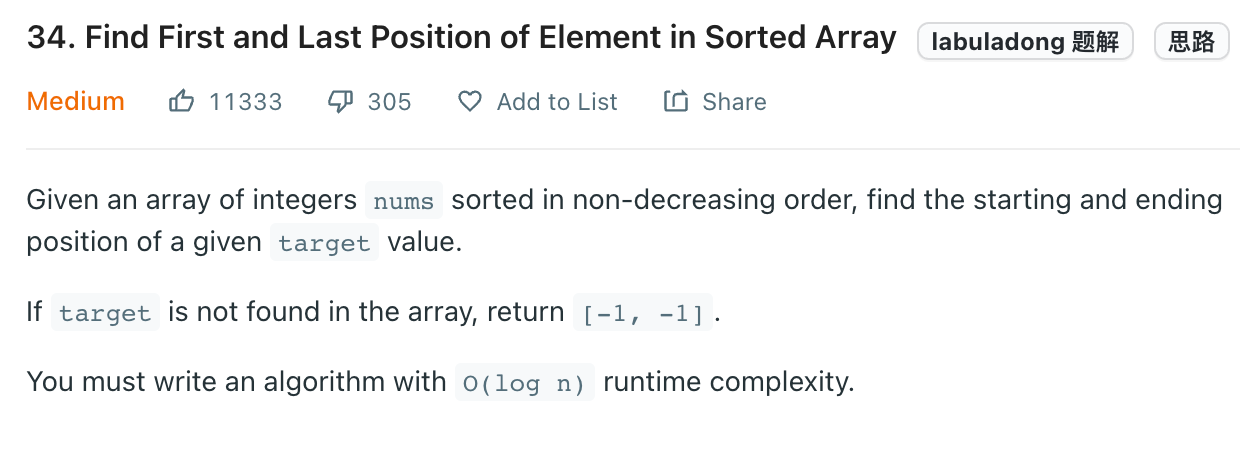 34. Find First and Last Position of Element in Sorted Array labuladong 题解 思路
Medium 11333 305 Add to List Share
Given an array of integers nums sorted in non-decreasing order, find the starting and ending
position of a given target value.
If target is not found in the array, return [-1, -1].
You must write an algorithm with O(log n) runtime complexity.